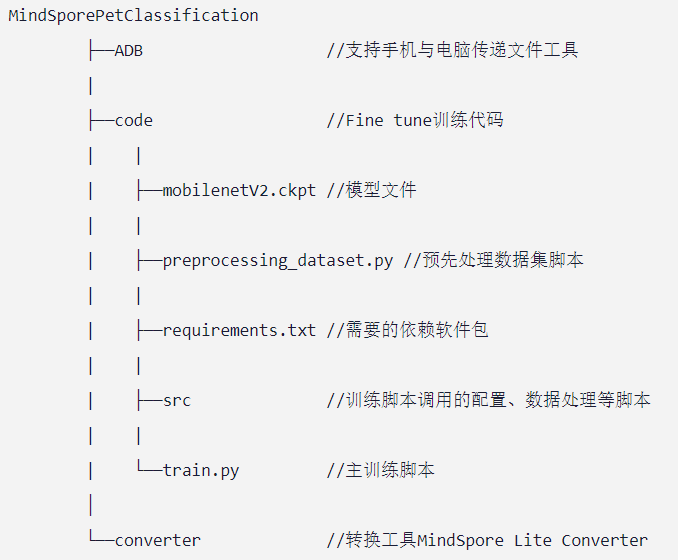 MindSporePetClassification
├──ADB //支持手机与电脑传递文件工具
│
├──code //Fine tune训练代码
│ │
│ ├──mobilenetV2.ckpt //模型文件
│ │
│ ├──preprocessing_dataset.py //预先处理数据集脚本
│ │
│ ├──requirements.txt //需要的依赖软件包
│ │
│ ├──src //训练脚本调用的配置、数据处理等脚本
│ │
│ └──train.py //主训练脚本
│
└──converter //转换工具MindSpore Lite Converter